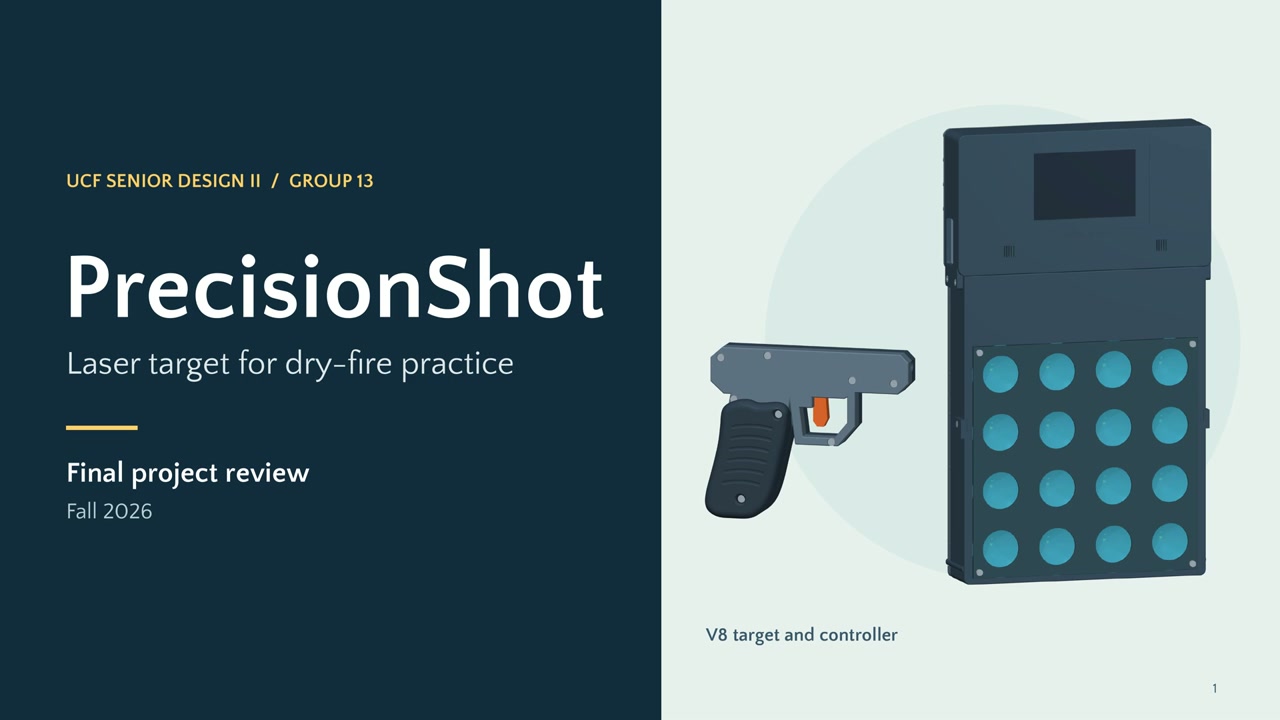 UCF SENIOR DESIGN II / GROUP 13
PrecisionShot
Laser target for dry-fire practice
Final project review
Fall 2026
V8 target and controller
1